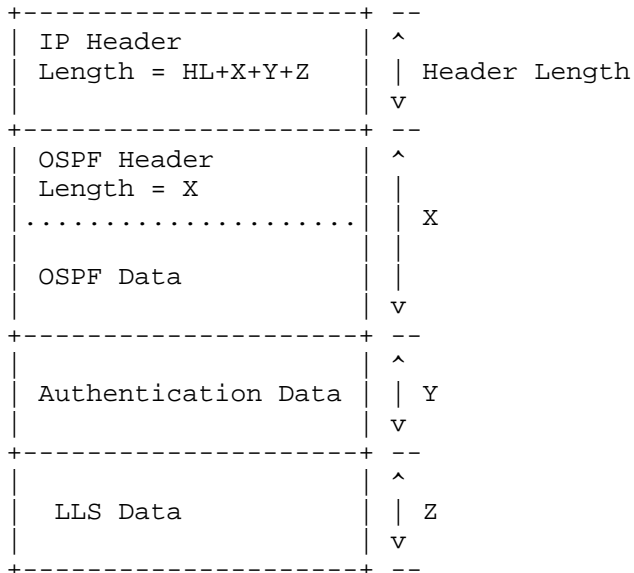 +---------------------+ --
| IP Header           | ^
| Length = HL+X+Y+Z   | | Header Length
|                     | v
+---------------------+ --
| OSPF Header         | ^
| Length = X          | |
|.....................| | X
|                     | |
| OSPF Data           | |
|                     | v
+---------------------+ --
|                     | ^
| Authentication Data | | Y
|                     | v
+---------------------+ --
|                     | ^
|  LLS Data           | | Z
|                     | v
+---------------------+ --